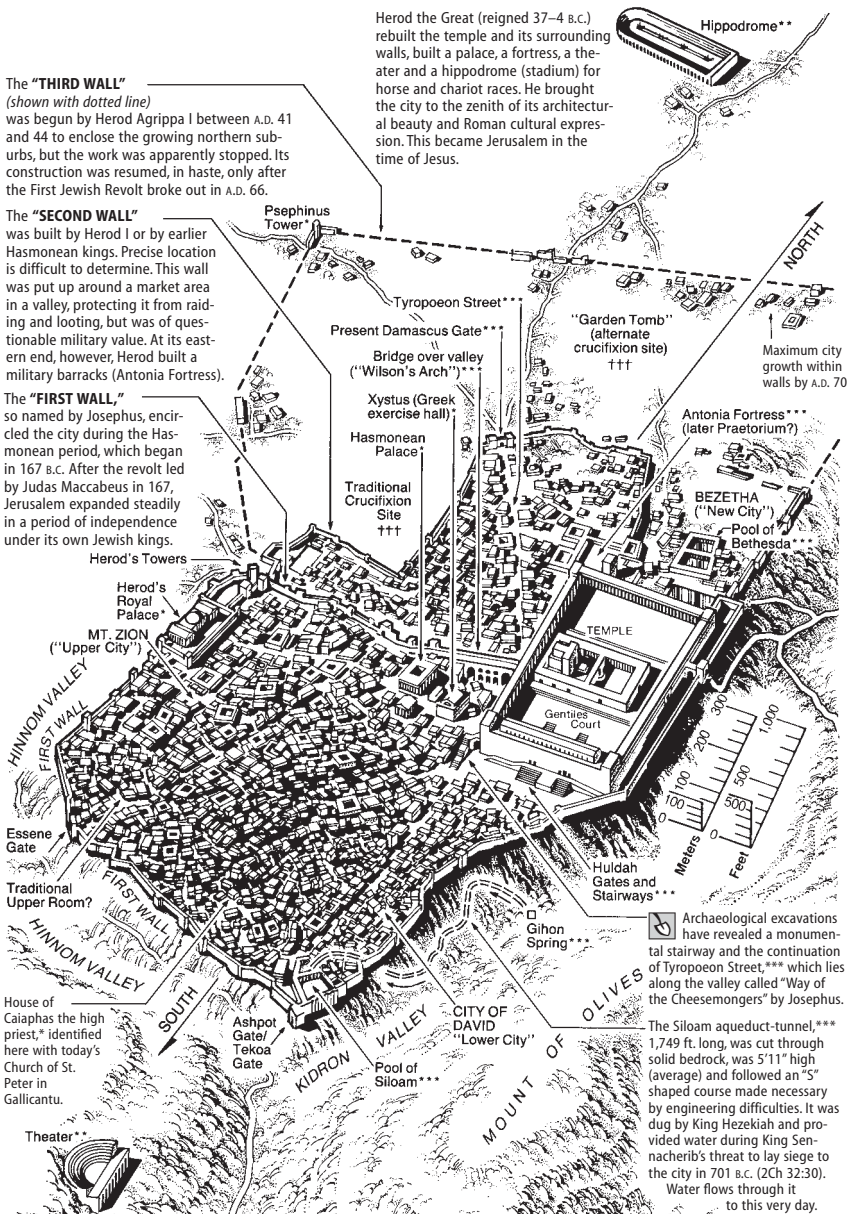 Herod the Great (reigned 37–4 B.C.)
rebuilt the temple and its surrounding
walls, built a palace, a fortress, a the-
ater and a hippodrome (stadium) for
horse and chariot races. He brought
the city to the zenith of its architectur-
al beauty and Roman cultural expres-
sion. This became Jerusalem in the
time of Jesus.
Hippodrome**
The “THIRD WALL”
(shown with dotted line)
was begun by Herod Agrippa I between A.D. 41
and 44 to enclose the growing northern sub-
urbs, but the work was apparently stopped. Its
construction was resumed, in haste, only after
the First Jewish Revolt broke out in A.D. 66.
The “SECOND WALL”
was built by Herod I or by earlier
Hasmonean kings. Precise location
is difficult to determine. This wall
was put up around a market area
in a valley, protecting it from raid-
ing and looting, but was of ques-
tionable military value. At its east-
ern end, however, Herod built a
military barracks (Antonia Fortress).
The “FIRST WALL,”
so named by Josephus, encir-
cled the city during the Has-
monean period, which began
in 167 B.C. After the revolt led
by Judas Maccabeus in 167,
Jerusalem expanded steadily
in a period of independence
under its own Jewish kings.
Psephinus
Tower*
NORTH
Tyropoeon Street***
Present Damascus Gate***
Bridge over valley
("Wilson's Arch")***
Xystus (Greek
exercise hall)*
Hasmonean
Palace*
Traditional
Crucifixion
Site
†††
"Garden Tomb"
(alternate
crucifixion site)
†††
Maximum city
growth within
walls by A.D. 70
Antonia Fortress***
(later Praetorium?)
BEZETHA
("New City")
Pool of
Bethesda***
Herod's Towers
Herod's
Royal
Palace*
MT. ZION
("Upper City")
HINNOM VALLEY
FIRST WALL
TEMPLE
Gentiles
Court
300
200
100
100
0
Meters
1,000
500
500
0
Feet
Essene
Gate
Traditional
Upper Room?
FIRST WALL
HINNOM VALLEY
Huldah
Gates and
Stairways***
Gihon
Spring***
Archaeological excavations
have revealed a monumen-
tal stairway and the continuation
of Tyropoeon Street,*** which lies
along the valley called “Way of
the Cheesemongers” by Josephus.
House of
Caiaphas the high
priest,* identified
here with today’s
Church of St.
Peter in
Gallicantu.
SOUTH
Ashpot
Gate/
Tekoa
Gate
KIDRON VALLEY
Pool of
Siloam***
CITY OF
DAVID
"Lower City"
MOUNT OF OLIVES
The Siloam aqueduct-tunnel,***
1,749 ft. long, was cut through
solid bedrock, was 5'11" high
(average) and followed an “S”
shaped course made necessary
by engineering difficulties. It was
dug by King Hezekiah and pro-
vided water during King Sen-
nacherib’s threat to lay siege to
the city in 701 B.C. (2Ch 32:30).
Water flows through it
to this very day.
Theater**